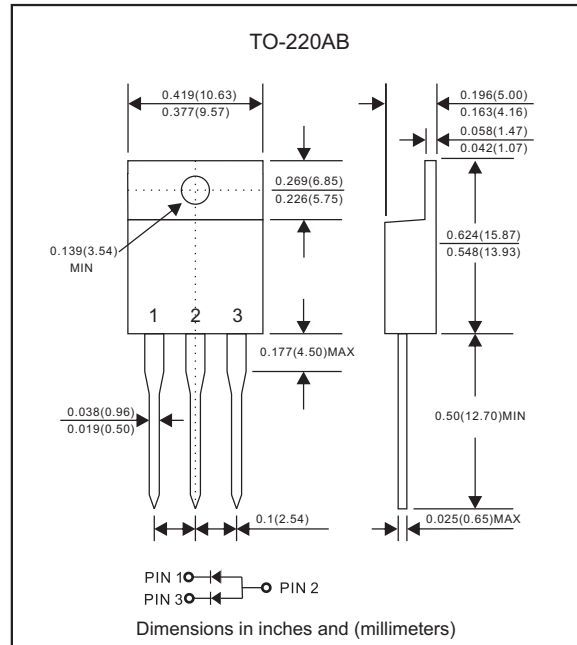 TO-220AB
0.419(10.63)
0.377(9.57)
0.196(5.00)
0.163(4.16)
0.058(1.47)
0.042(1.07)
0.269(6.85)
0.226(5.75)
0.139(3.54)
MIN
0.624(15.87)
0.548(13.93)
1 2 3
0.177(4.50)MAX
0.038(0.96)
0.019(0.50)
0.50(12.70)MIN
0.1(2.54)
0.025(0.65)MAX
PIN 1
PIN 3
PIN 2
Dimensions in inches and (millimeters)